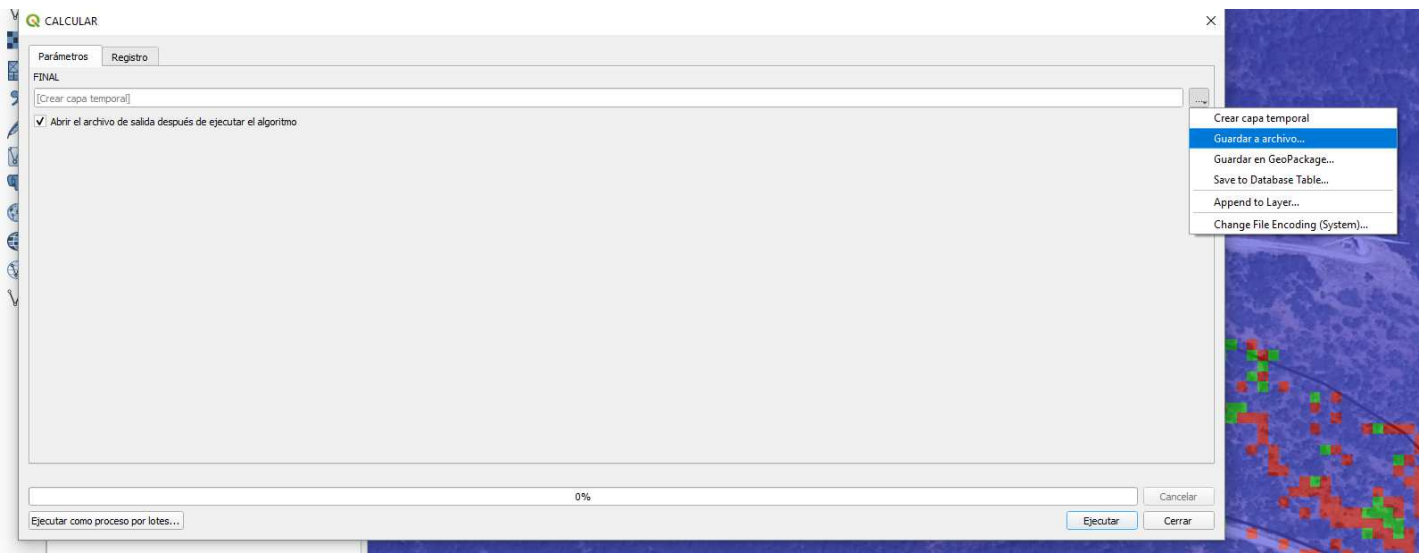 CALCULAR
Parámetros Registro
FINAL
[Crear capa temporal]
...
Abrir el archivo de salida después de ejecutar el algoritmo
Crear capa temporal
Guardar a archivo...
Guardar en GeoPackage...
Save to Database Table...
Append to Layer...
Change File Encoding (System)...
0%
Cancelar
Ejecutar como proceso por lotes...
Ejecutar
Cerrar